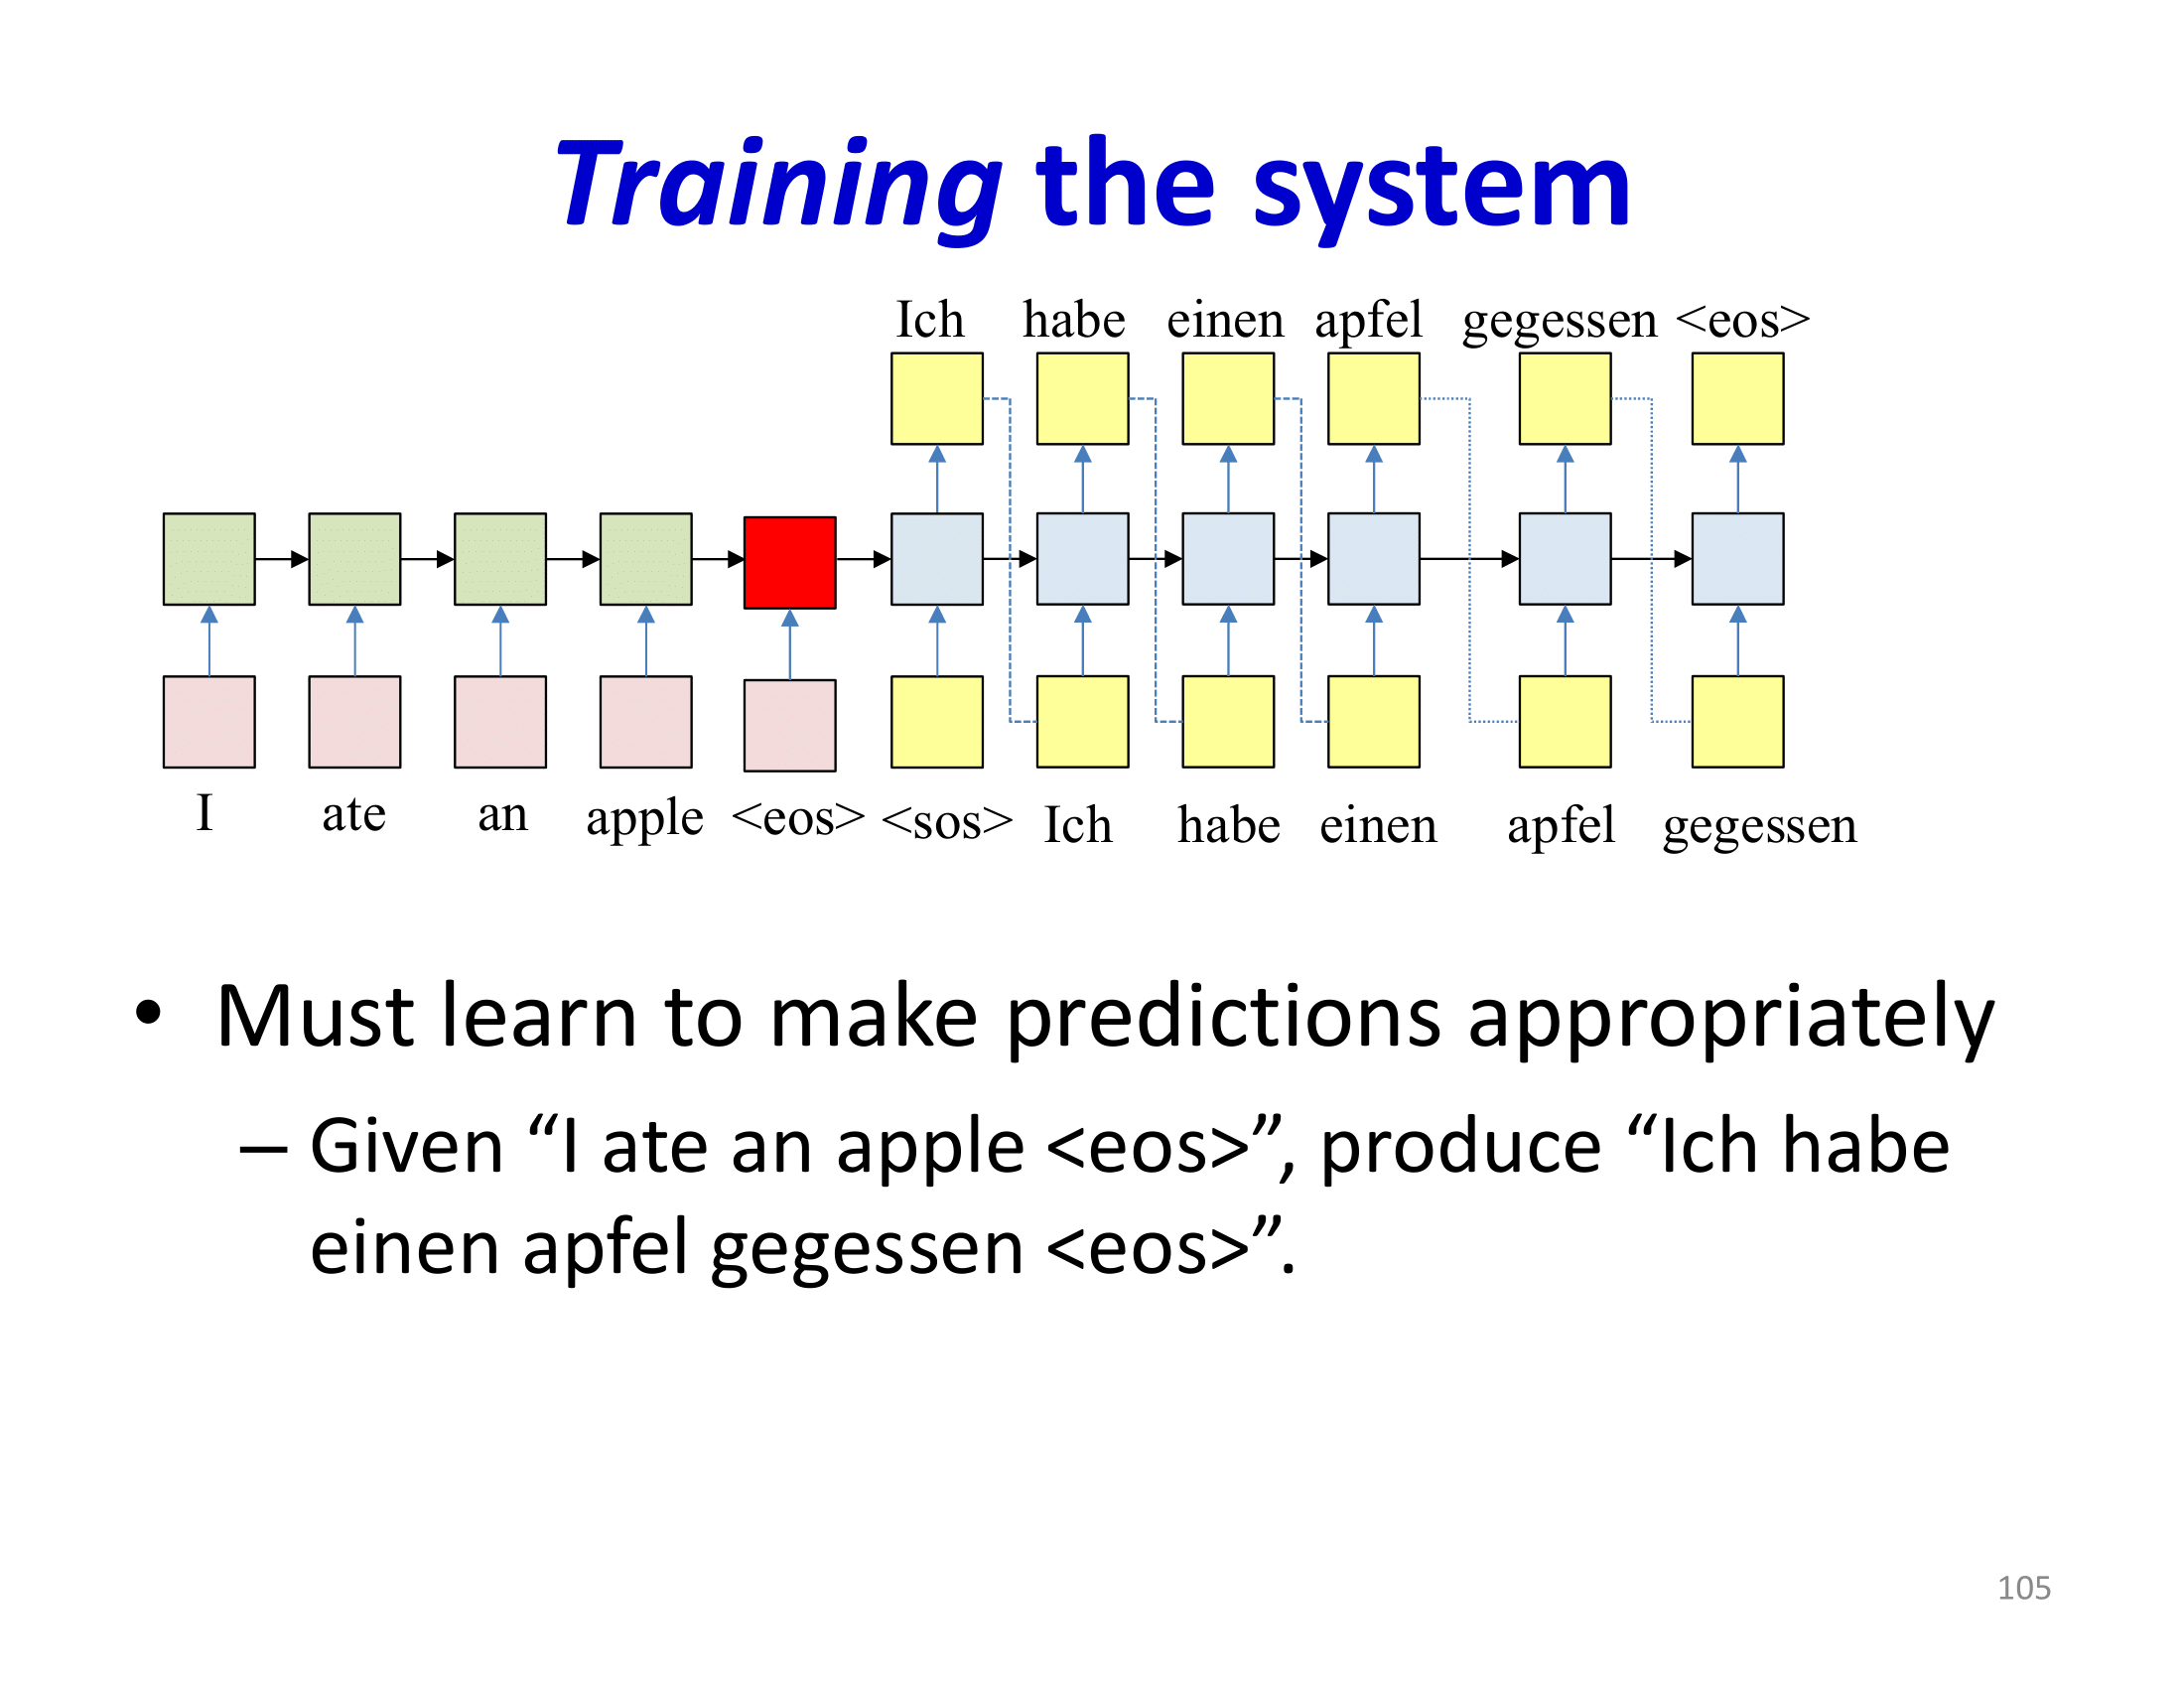 Training the system
Ich habe einen apfel gegessen <eos>
I ate an apple <eos> <sos> Ich habe einen apfel gegessen
• Must learn to make predictions appropriately
– Given “I ate an apple <eos>”, produce “Ich habe
einen apfel gegessen <eos>”.
105